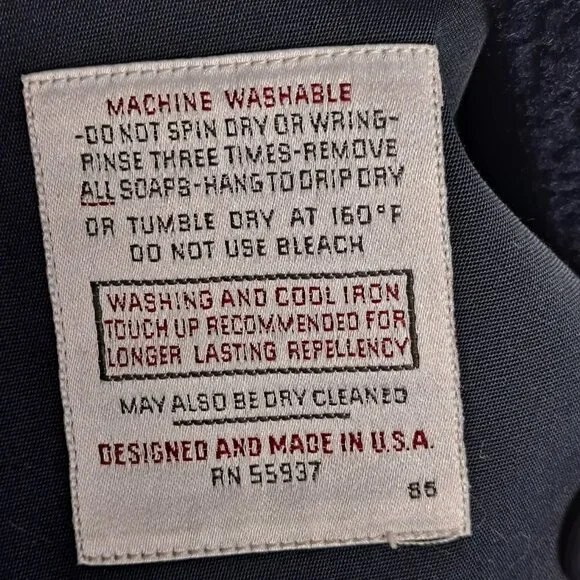 MACHINE WASHABLE
-DO NOT SPIN DRY OR WRING-
RINSE THREE TIMES-REMOVE
ALL SOAPS-HANG TO DRIP DRY
OR TUMBLE DRY AT 160°F
DO NOT USE BLEACH
WASHING AND COOL IRON
TOUCH UP RECOMMENDED FOR
LONGER LASTING REPELLENCY
MAY ALSO BE DRY CLEANED
DESIGNED AND MADE IN U.S.A.
RN 55937
86